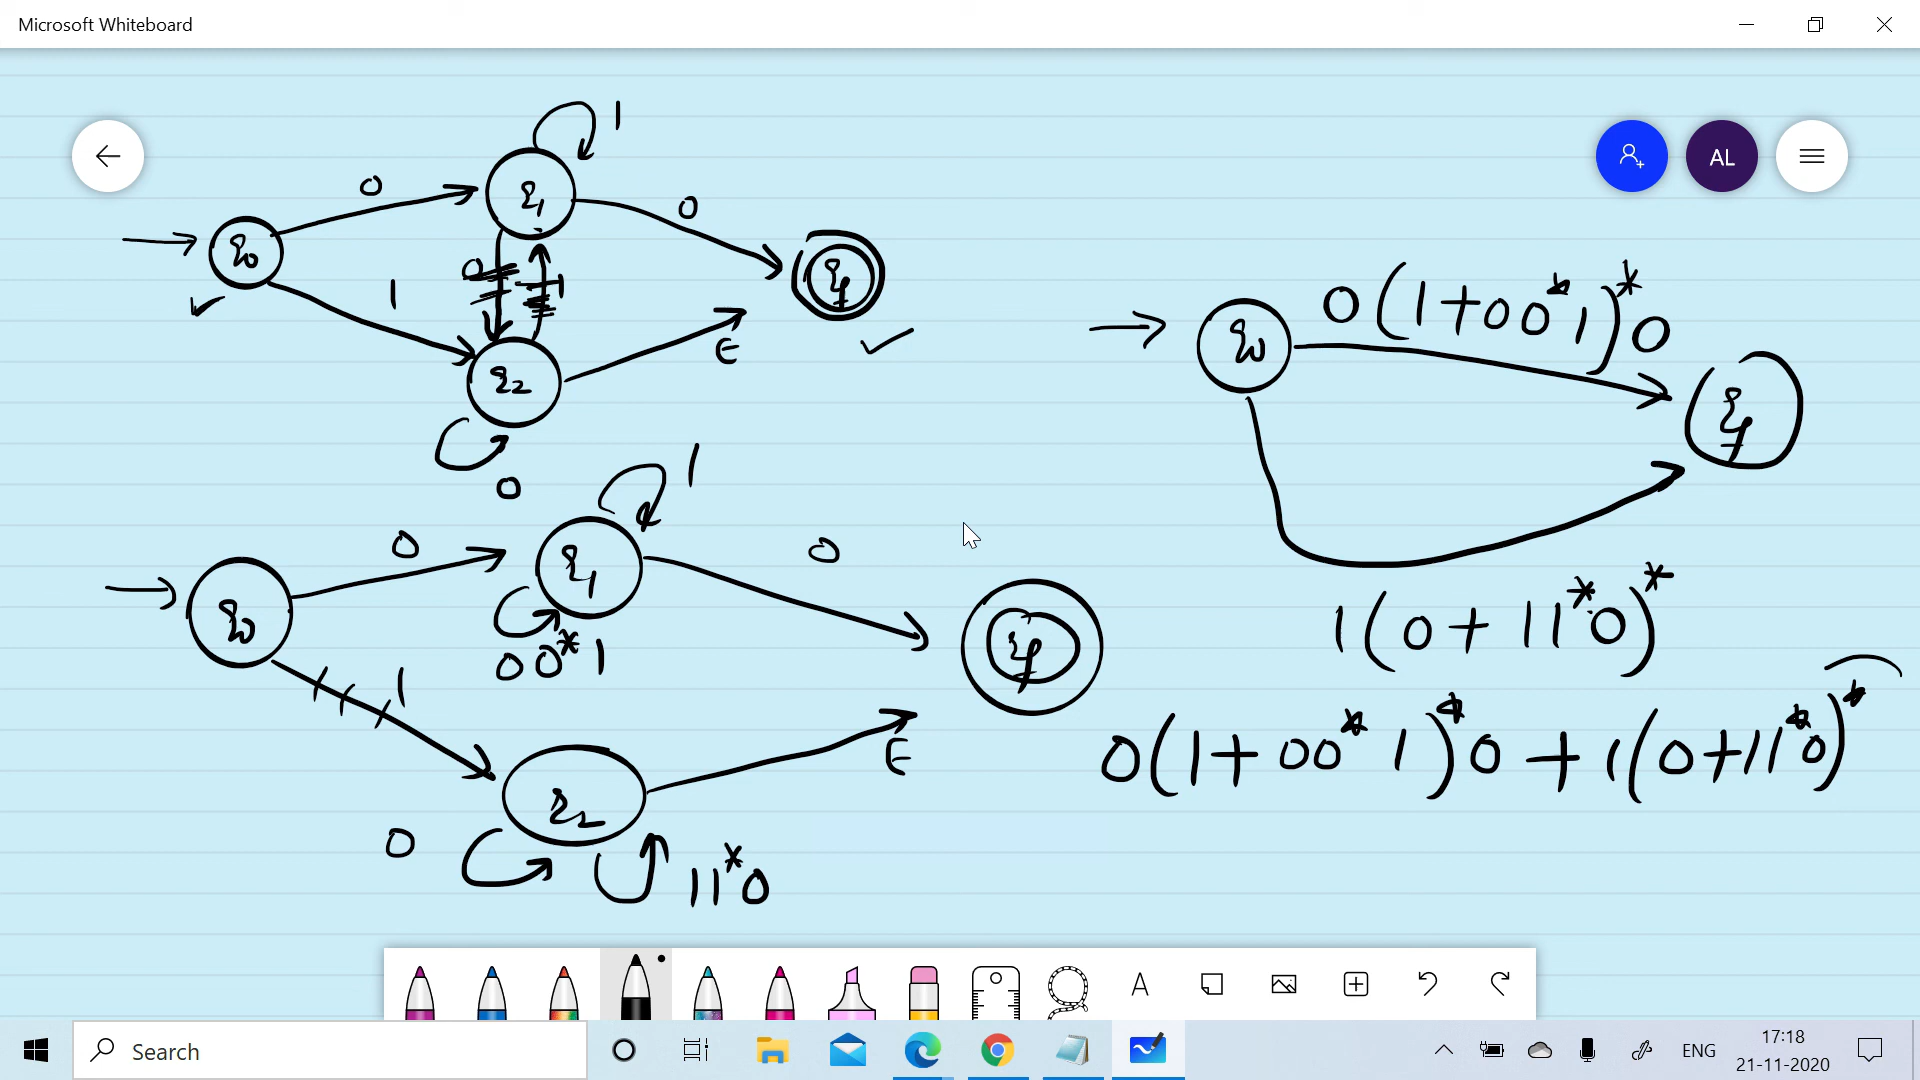 Microsoft Whiteboard
1
0
q1
0
AL
q0
1
0
1
qf
0(1+00*1)*0
q0
ε
q2
qf
0
1
0
q1
0
00*1
1(0+11*0)*
q0
1
qf
0(1+00*1)*0+1(0+11*0)*
ε
q2
0
11*0
A
Search
ENG
17:18
21-11-2020